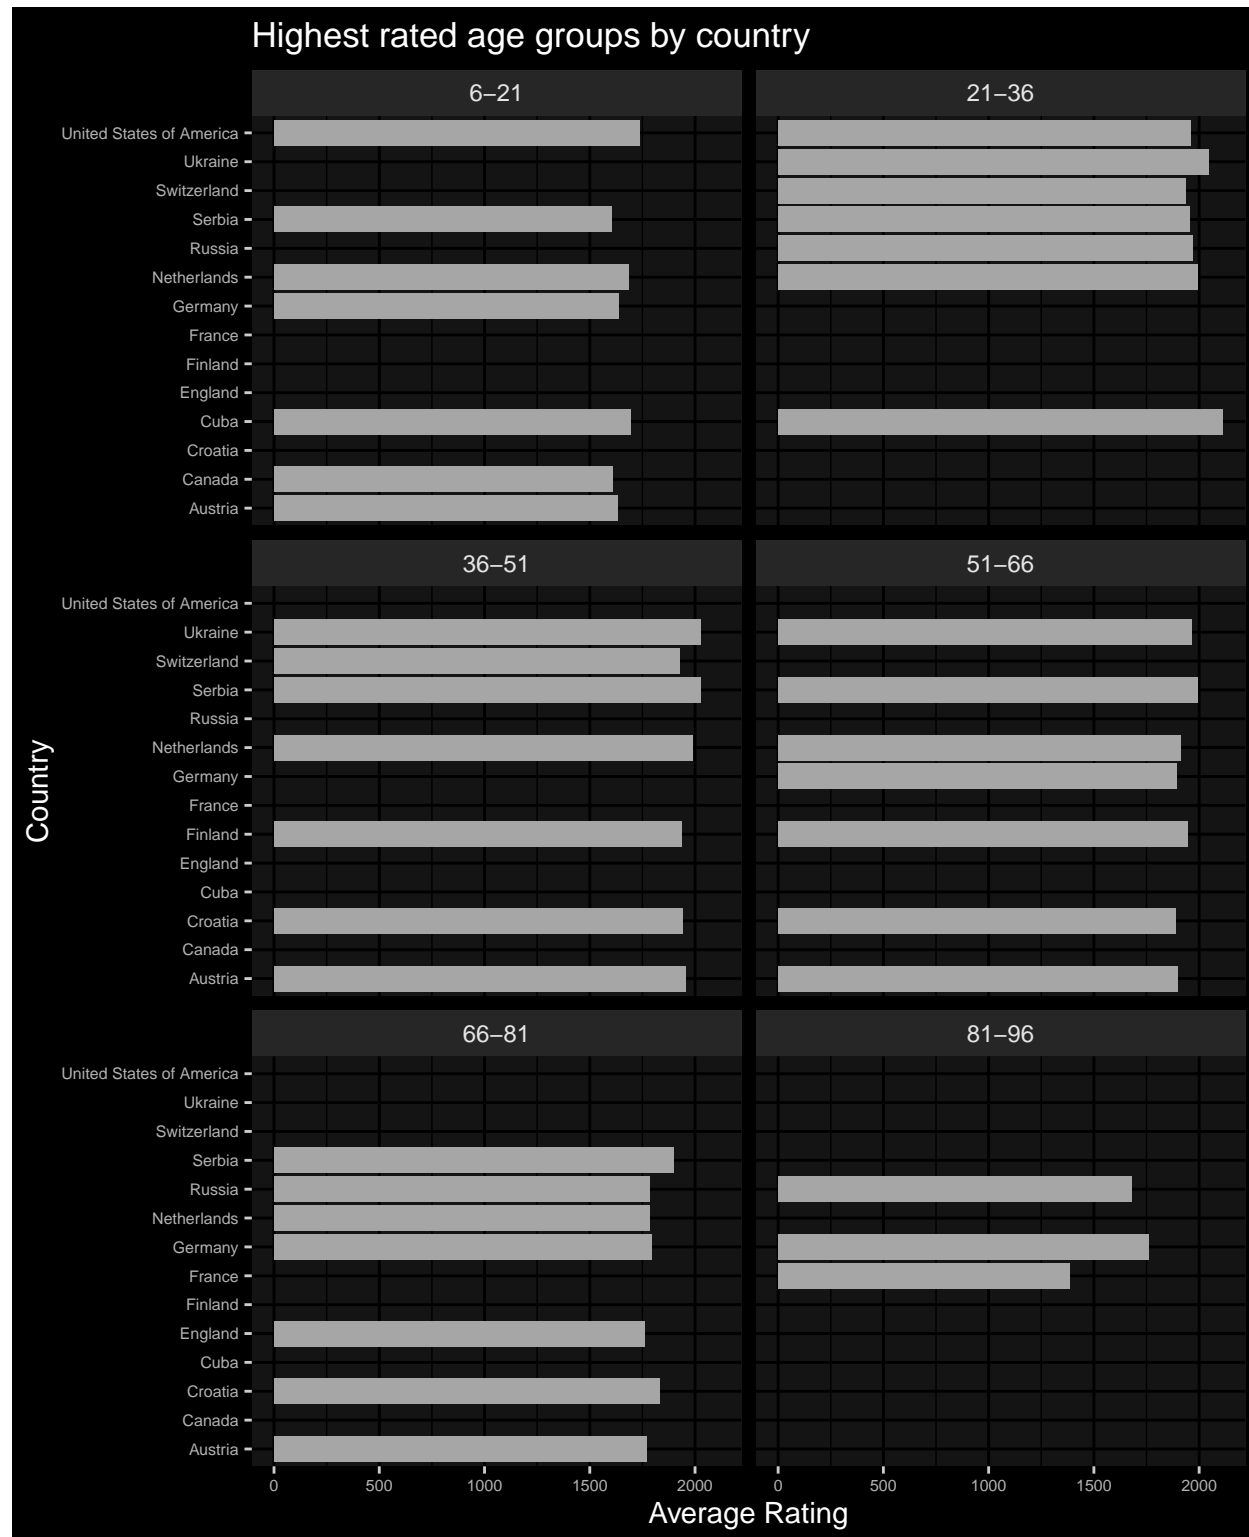 Highest rated age groups by country
6–21
21–36
United States of America
Ukraine
Switzerland
Serbia
Russia
Netherlands
Germany
France
Finland
England
Cuba
Croatia
Canada
Austria
36–51
51–66
United States of America
Ukraine
Switzerland
Serbia
Russia
Netherlands
Germany
France
Finland
England
Cuba
Croatia
Canada
Austria
Country
66–81
81–96
United States of America
Ukraine
Switzerland
Serbia
Russia
Netherlands
Germany
France
Finland
England
Cuba
Croatia
Canada
Austria
0 500 1000 1500 2000
0 500 1000 1500 2000
Average Rating